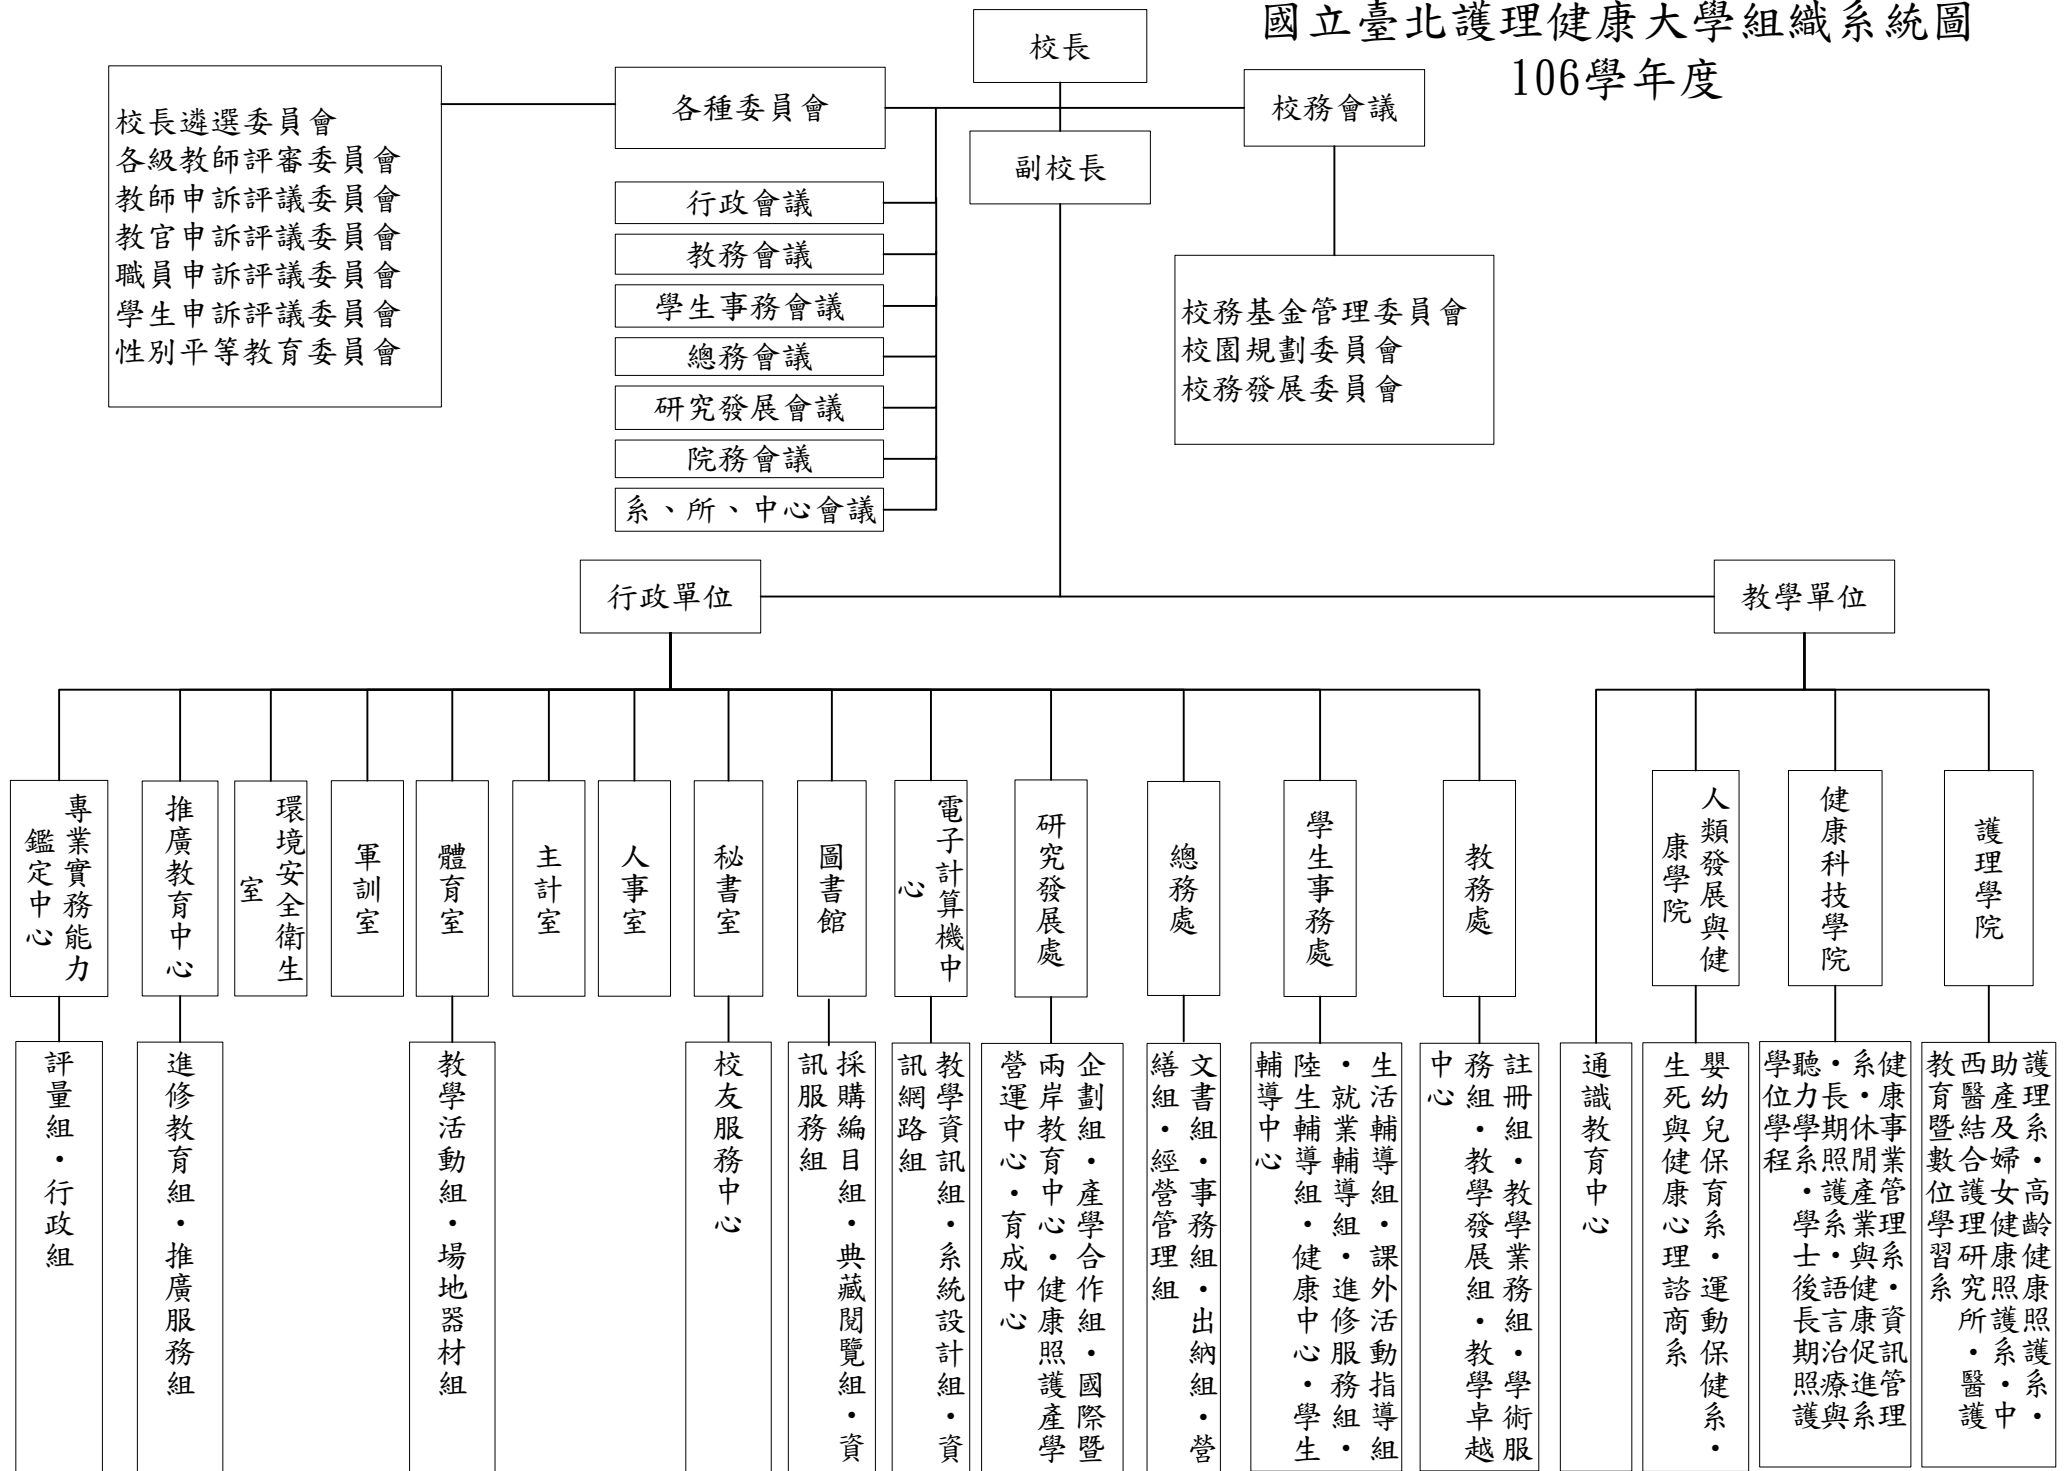 國立臺北護理健康大學組織系統圖
106學年度
校長
各種委員會
校務會議
副校長
校長遴選委員會
各級教師評審委員會
教師申訴評議委員會
教官申訴評議委員會
職員申訴評議委員會
學生申訴評議委員會
性別平等教育委員會
行政會議
教務會議
學生事務會議
總務會議
研究發展會議
院務會議
系、所、中心會議
校務基金管理委員會
校園規劃委員會
校務發展委員會
行政單位
教學單位
專業實務能力
鑑定中心
推廣教育中心
環境安全衛生
室
軍訓室
體育室
主計室
人事室
秘書室
圖書館
電子計算機中
心
研究發展處
總務處
學生事務處
教務處
人類發展與健
康學院
健康科技學院
護理學院
評量組・行政組
進修教育組・推廣服務組
教學活動組・場地器材組
校友服務中心
採購編目組・典藏閱覽組・資
訊服務組
教學資訊組・系統設計組・資
訊網路組
企劃組・產學合作組・國際暨
兩岸教育中心・健康照護產學
營運中心・育成中心
文書組・事務組・出納組・營
繕組・經營管理組
生活輔導組・課外活動指導組
・就業輔導組・進修服務組・
陸生輔導組・健康中心・學生
輔導中心
註冊組・教學業務組・學術服
務組・教學發展組・教學卓越
中心
通識教育中心
嬰幼兒保育系・運動保健系・
生死與健康心理諮商系
健康事業管理系・資訊管理
系・休閒產業與健康促進系
・長期照護系・語言治療與
聽力學系・學士後長期照護
學位學程
護理系・高齡健康照護系・
助產及婦女健康照護系・中
西醫結合護理研究所・醫護
教育暨數位學習系